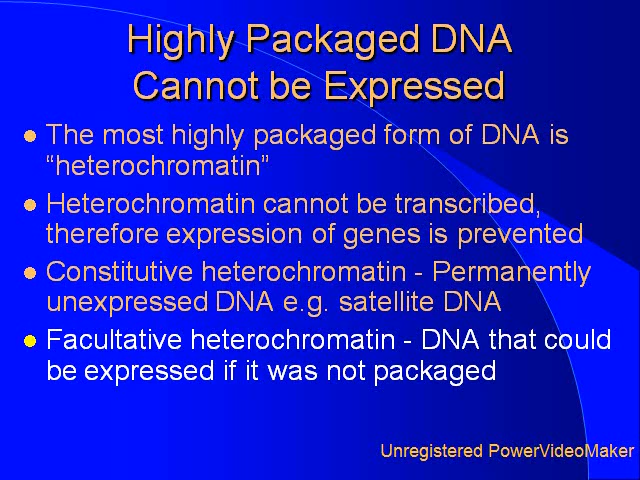 Highly Packaged DNA
Cannot be Expressed
The most highly packaged form of DNA is
“heterochromatin”
Heterochromatin cannot be transcribed,
therefore expression of genes is prevented
Constitutive heterochromatin - Permanently
unexpressed DNA e.g. satellite DNA
Facultative heterochromatin - DNA that could
be expressed if it was not packaged
Unregistered PowerVideoMaker